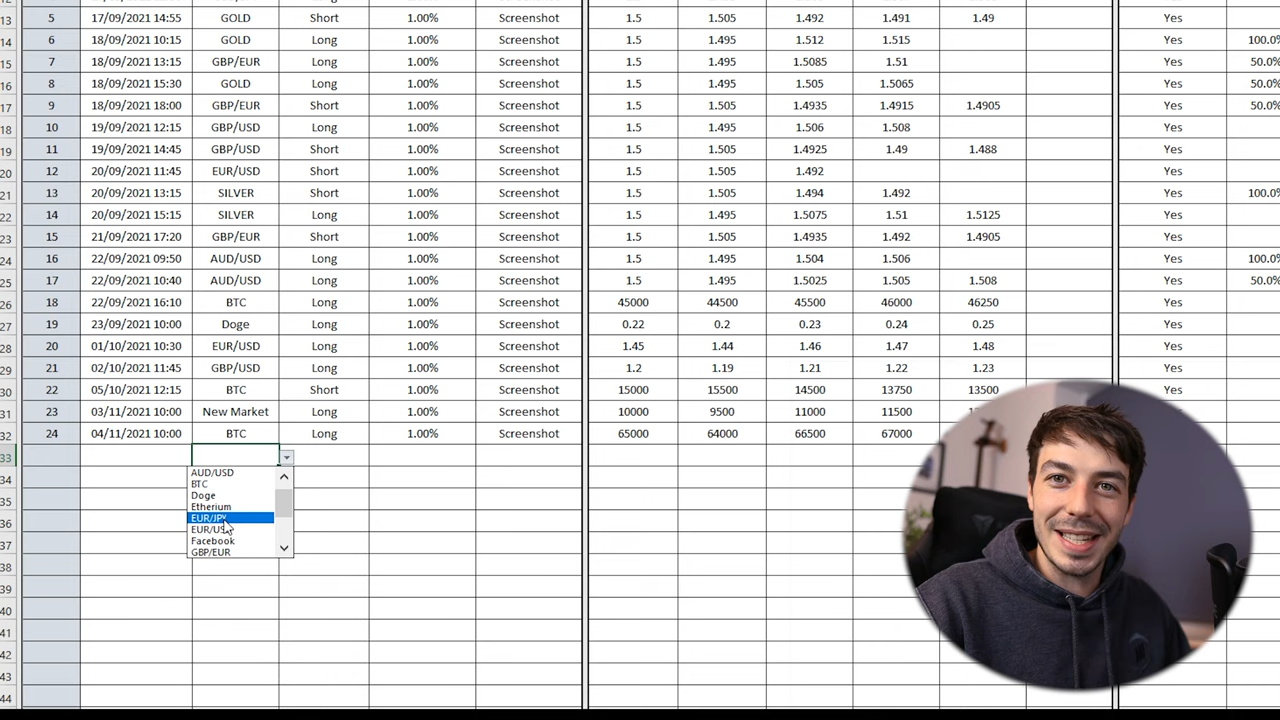 13 5 17/09/2021 14:55 GOLD Short 1.00% Screenshot 1.5 1.505 1.492 1.491 1.49 Yes
14 6 18/09/2021 10:15 GOLD Long 1.00% Screenshot 1.5 1.495 1.512 1.515 Yes 100.0%
15 7 18/09/2021 13:15 GBP/EUR Long 1.00% Screenshot 1.5 1.495 1.5085 1.51 Yes 50.0%
16 8 18/09/2021 15:30 GOLD Long 1.00% Screenshot 1.5 1.495 1.505 1.5065 Yes 50.0%
17 9 18/09/2021 18:00 GBP/EUR Short 1.00% Screenshot 1.5 1.505 1.4935 1.4915 1.4905 Yes 50.0%
18 10 19/09/2021 12:15 GBP/USD Long 1.00% Screenshot 1.5 1.495 1.506 1.508 Yes
19 11 19/09/2021 14:45 GBP/USD Short 1.00% Screenshot 1.5 1.505 1.4925 1.49 1.488 Yes
20 12 20/09/2021 11:45 EUR/USD Short 1.00% Screenshot 1.5 1.505 1.492 Yes
21 13 20/09/2021 13:15 SILVER Short 1.00% Screenshot 1.5 1.505 1.494 1.492 Yes 100.0%
22 14 20/09/2021 15:15 SILVER Long 1.00% Screenshot 1.5 1.495 1.5075 1.51 1.5125 Yes
23 15 21/09/2021 17:20 GBP/EUR Short 1.00% Screenshot 1.5 1.505 1.4935 1.492 1.4905 Yes
24 16 22/09/2021 09:50 AUD/USD Long 1.00% Screenshot 1.5 1.495 1.504 1.506 Yes 100.0%
25 17 22/09/2021 10:40 AUD/USD Long 1.00% Screenshot 1.5 1.495 1.5025 1.505 1.508 Yes 50.0%
26 18 22/09/2021 16:10 BTC Long 1.00% Screenshot 45000 44500 45500 46000 46250 Yes
27 19 23/09/2021 10:00 Doge Long 1.00% Screenshot 0.22 0.2 0.23 0.24 0.25 Yes
28 20 01/10/2021 10:30 EUR/USD Long 1.00% Screenshot 1.45 1.44 1.46 1.47 1.48 Yes
29 21 02/10/2021 11:45 GBP/USD Long 1.00% Screenshot 1.2 1.19 1.21 1.22 1.23 Yes
30 22 05/10/2021 12:15 BTC Short 1.00% Screenshot 15000 15500 14500 13750 13500 Yes
31 23 03/11/2021 10:00 New Market Long 1.00% Screenshot 10000 9500 11000 11500
32 24 04/11/2021 10:00 BTC Long 1.00% Screenshot 65000 64000 66500 67000
33
AUD/USD
34
BTC
Doge
35
Etherium
EUR/JPY
36
EUR/USD
Facebook
37
GBP/EUR
38
39
40
41
42
43
44